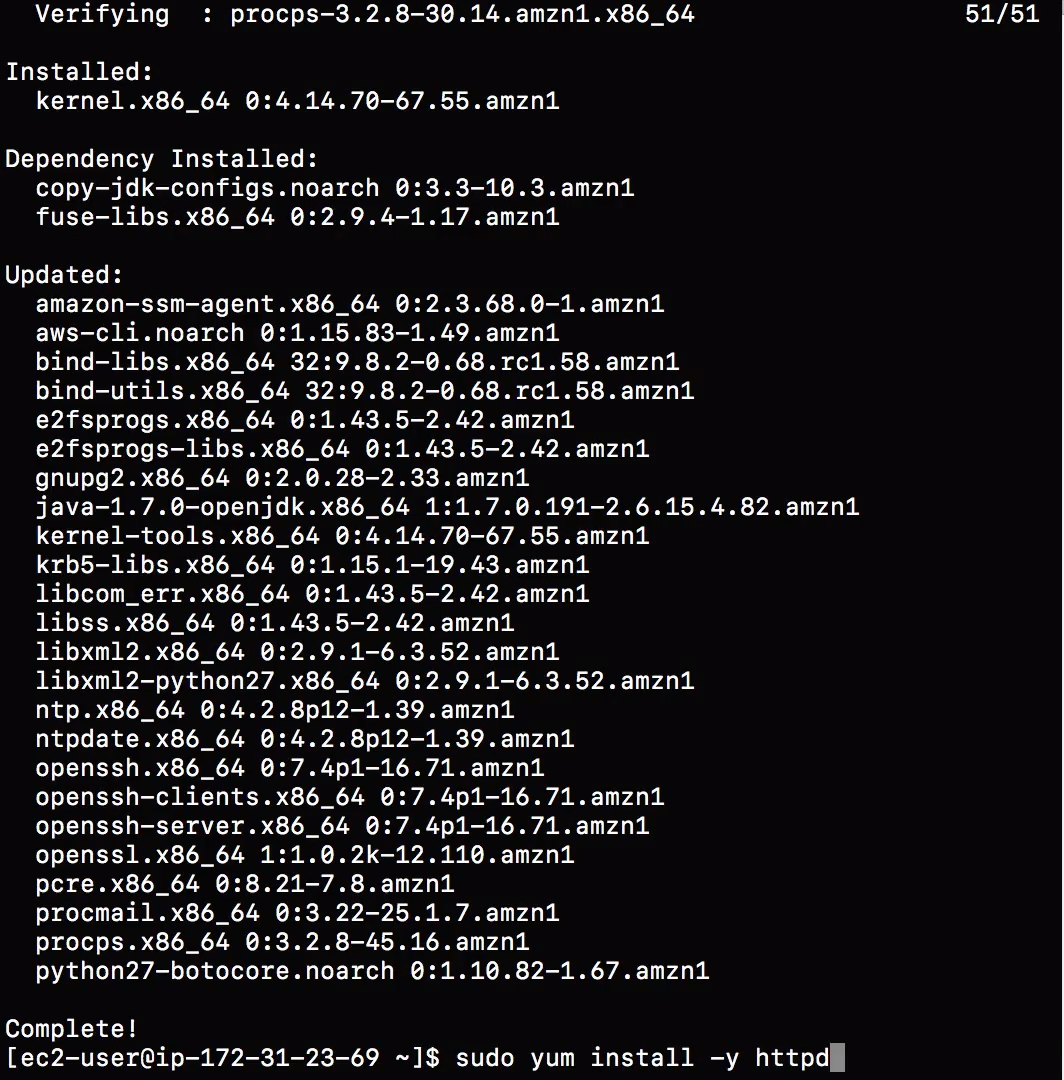 Verifying  : procps-3.2.8-30.14.amzn1.x86_64 51/51
Installed:
kernel.x86_64 0:4.14.70-67.55.amzn1
Dependency Installed:
copy-jdk-configs.noarch 0:3.3-10.3.amzn1
fuse-libs.x86_64 0:2.9.4-1.17.amzn1
Updated:
amazon-ssm-agent.x86_64 0:2.3.68.0-1.amzn1
aws-cli.noarch 0:1.15.83-1.49.amzn1
bind-libs.x86_64 32:9.8.2-0.68.rc1.58.amzn1
bind-utils.x86_64 32:9.8.2-0.68.rc1.58.amzn1
e2fsprogs.x86_64 0:1.43.5-2.42.amzn1
e2fsprogs-libs.x86_64 0:1.43.5-2.42.amzn1
gnupg2.x86_64 0:2.0.28-2.33.amzn1
java-1.7.0-openjdk.x86_64 1:1.7.0.191-2.6.15.4.82.amzn1
kernel-tools.x86_64 0:4.14.70-67.55.amzn1
krb5-libs.x86_64 0:1.15.1-19.43.amzn1
libcom_err.x86_64 0:1.43.5-2.42.amzn1
libss.x86_64 0:1.43.5-2.42.amzn1
libxml2.x86_64 0:2.9.1-6.3.52.amzn1
libxml2-python27.x86_64 0:2.9.1-6.3.52.amzn1
ntp.x86_64 0:4.2.8p12-1.39.amzn1
ntpdate.x86_64 0:4.2.8p12-1.39.amzn1
openssh.x86_64 0:7.4p1-16.71.amzn1
openssh-clients.x86_64 0:7.4p1-16.71.amzn1
openssh-server.x86_64 0:7.4p1-16.71.amzn1
openssl.x86_64 1:1.0.2k-12.110.amzn1
pcre.x86_64 0:8.21-7.8.amzn1
procmail.x86_64 0:3.22-25.1.7.amzn1
procps.x86_64 0:3.2.8-45.16.amzn1
python27-botocore.noarch 0:1.10.82-1.67.amzn1
Complete!
[ec2-user@ip-172-31-23-69 ~]$ sudo yum install -y httpd